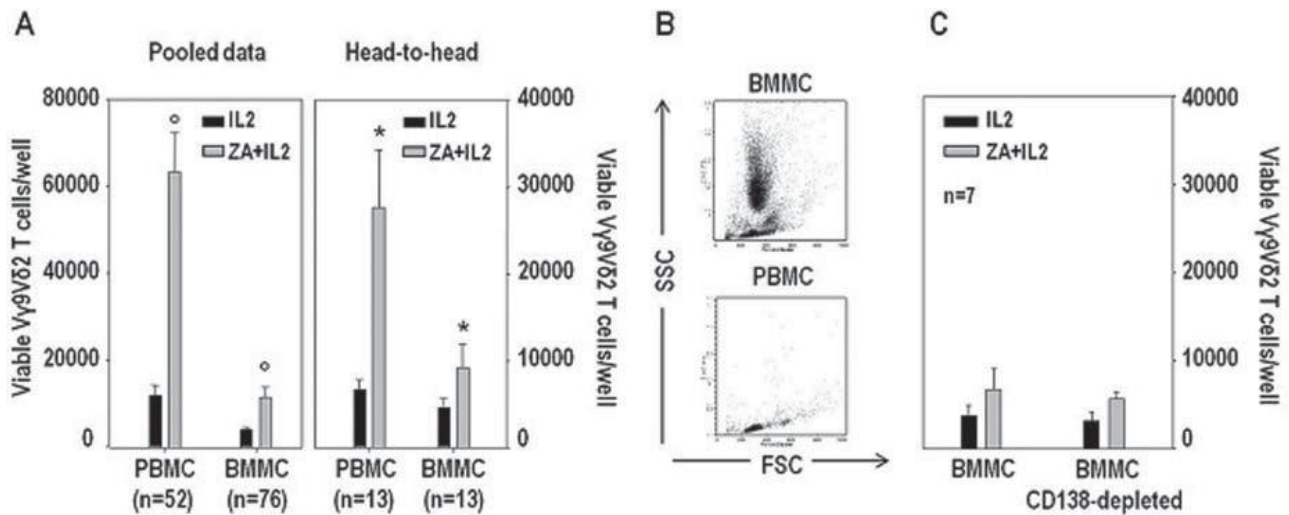 A
Pooled data
Head-to-head
Viable Vγ9Vδ2 T cells/well
80000
60000
40000
20000
0
IL2
ZA+IL2
IL2
ZA+IL2
40000
30000
20000
10000
0
Viable Vγ9Vδ2 T cells/well
PBMC
(n=52)
BMMC
(n=76)
PBMC
(n=13)
BMMC
(n=13)
°
°
*
*
B
BMMC
PBMC
SSC
FSC
C
IL2
ZA+IL2
n=7
40000
30000
20000
10000
0
Viable Vγ9Vδ2 T cells/well
BMMC
BMMC
CD138-depleted